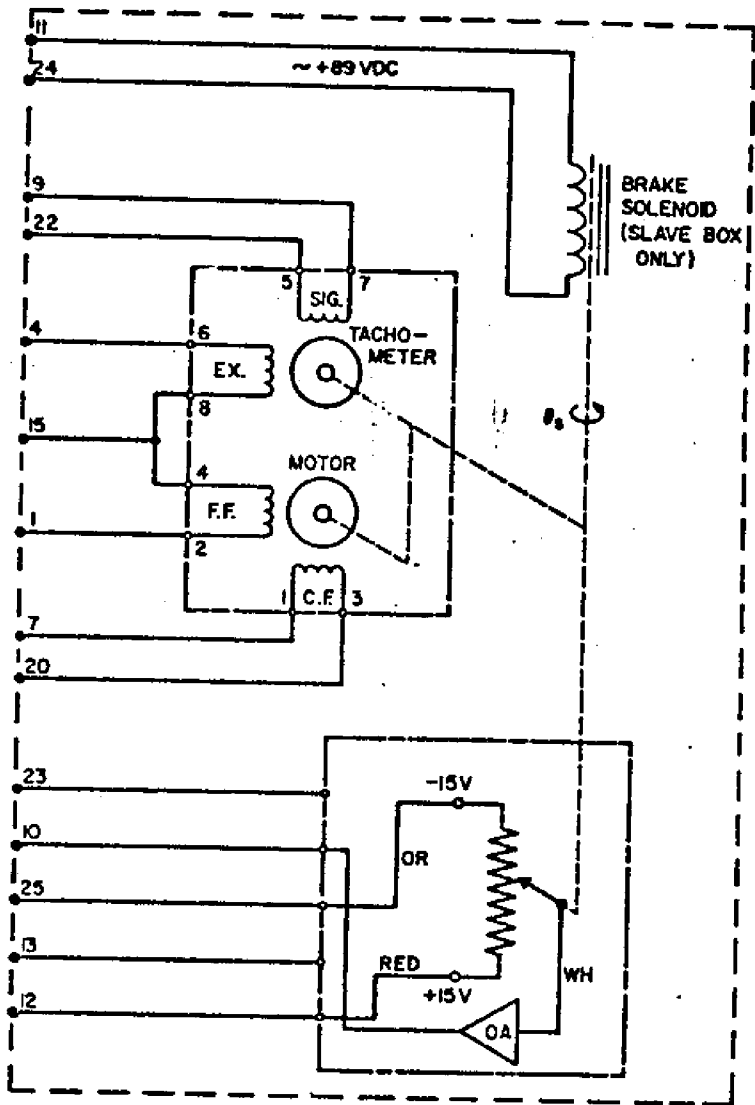 11
24
~ +89 VDC
BRAKE
SOLENOID
(SLAVE BOX
ONLY)
9
22
5
7
SIG.
TACHO-
METER
4
6
EX.
8
15
θs
4
MOTOR
F.F.
1
2
1
C.F.
3
7
20
23
-15V
10
OR
25
13
RED
WH
+15V
12
OA